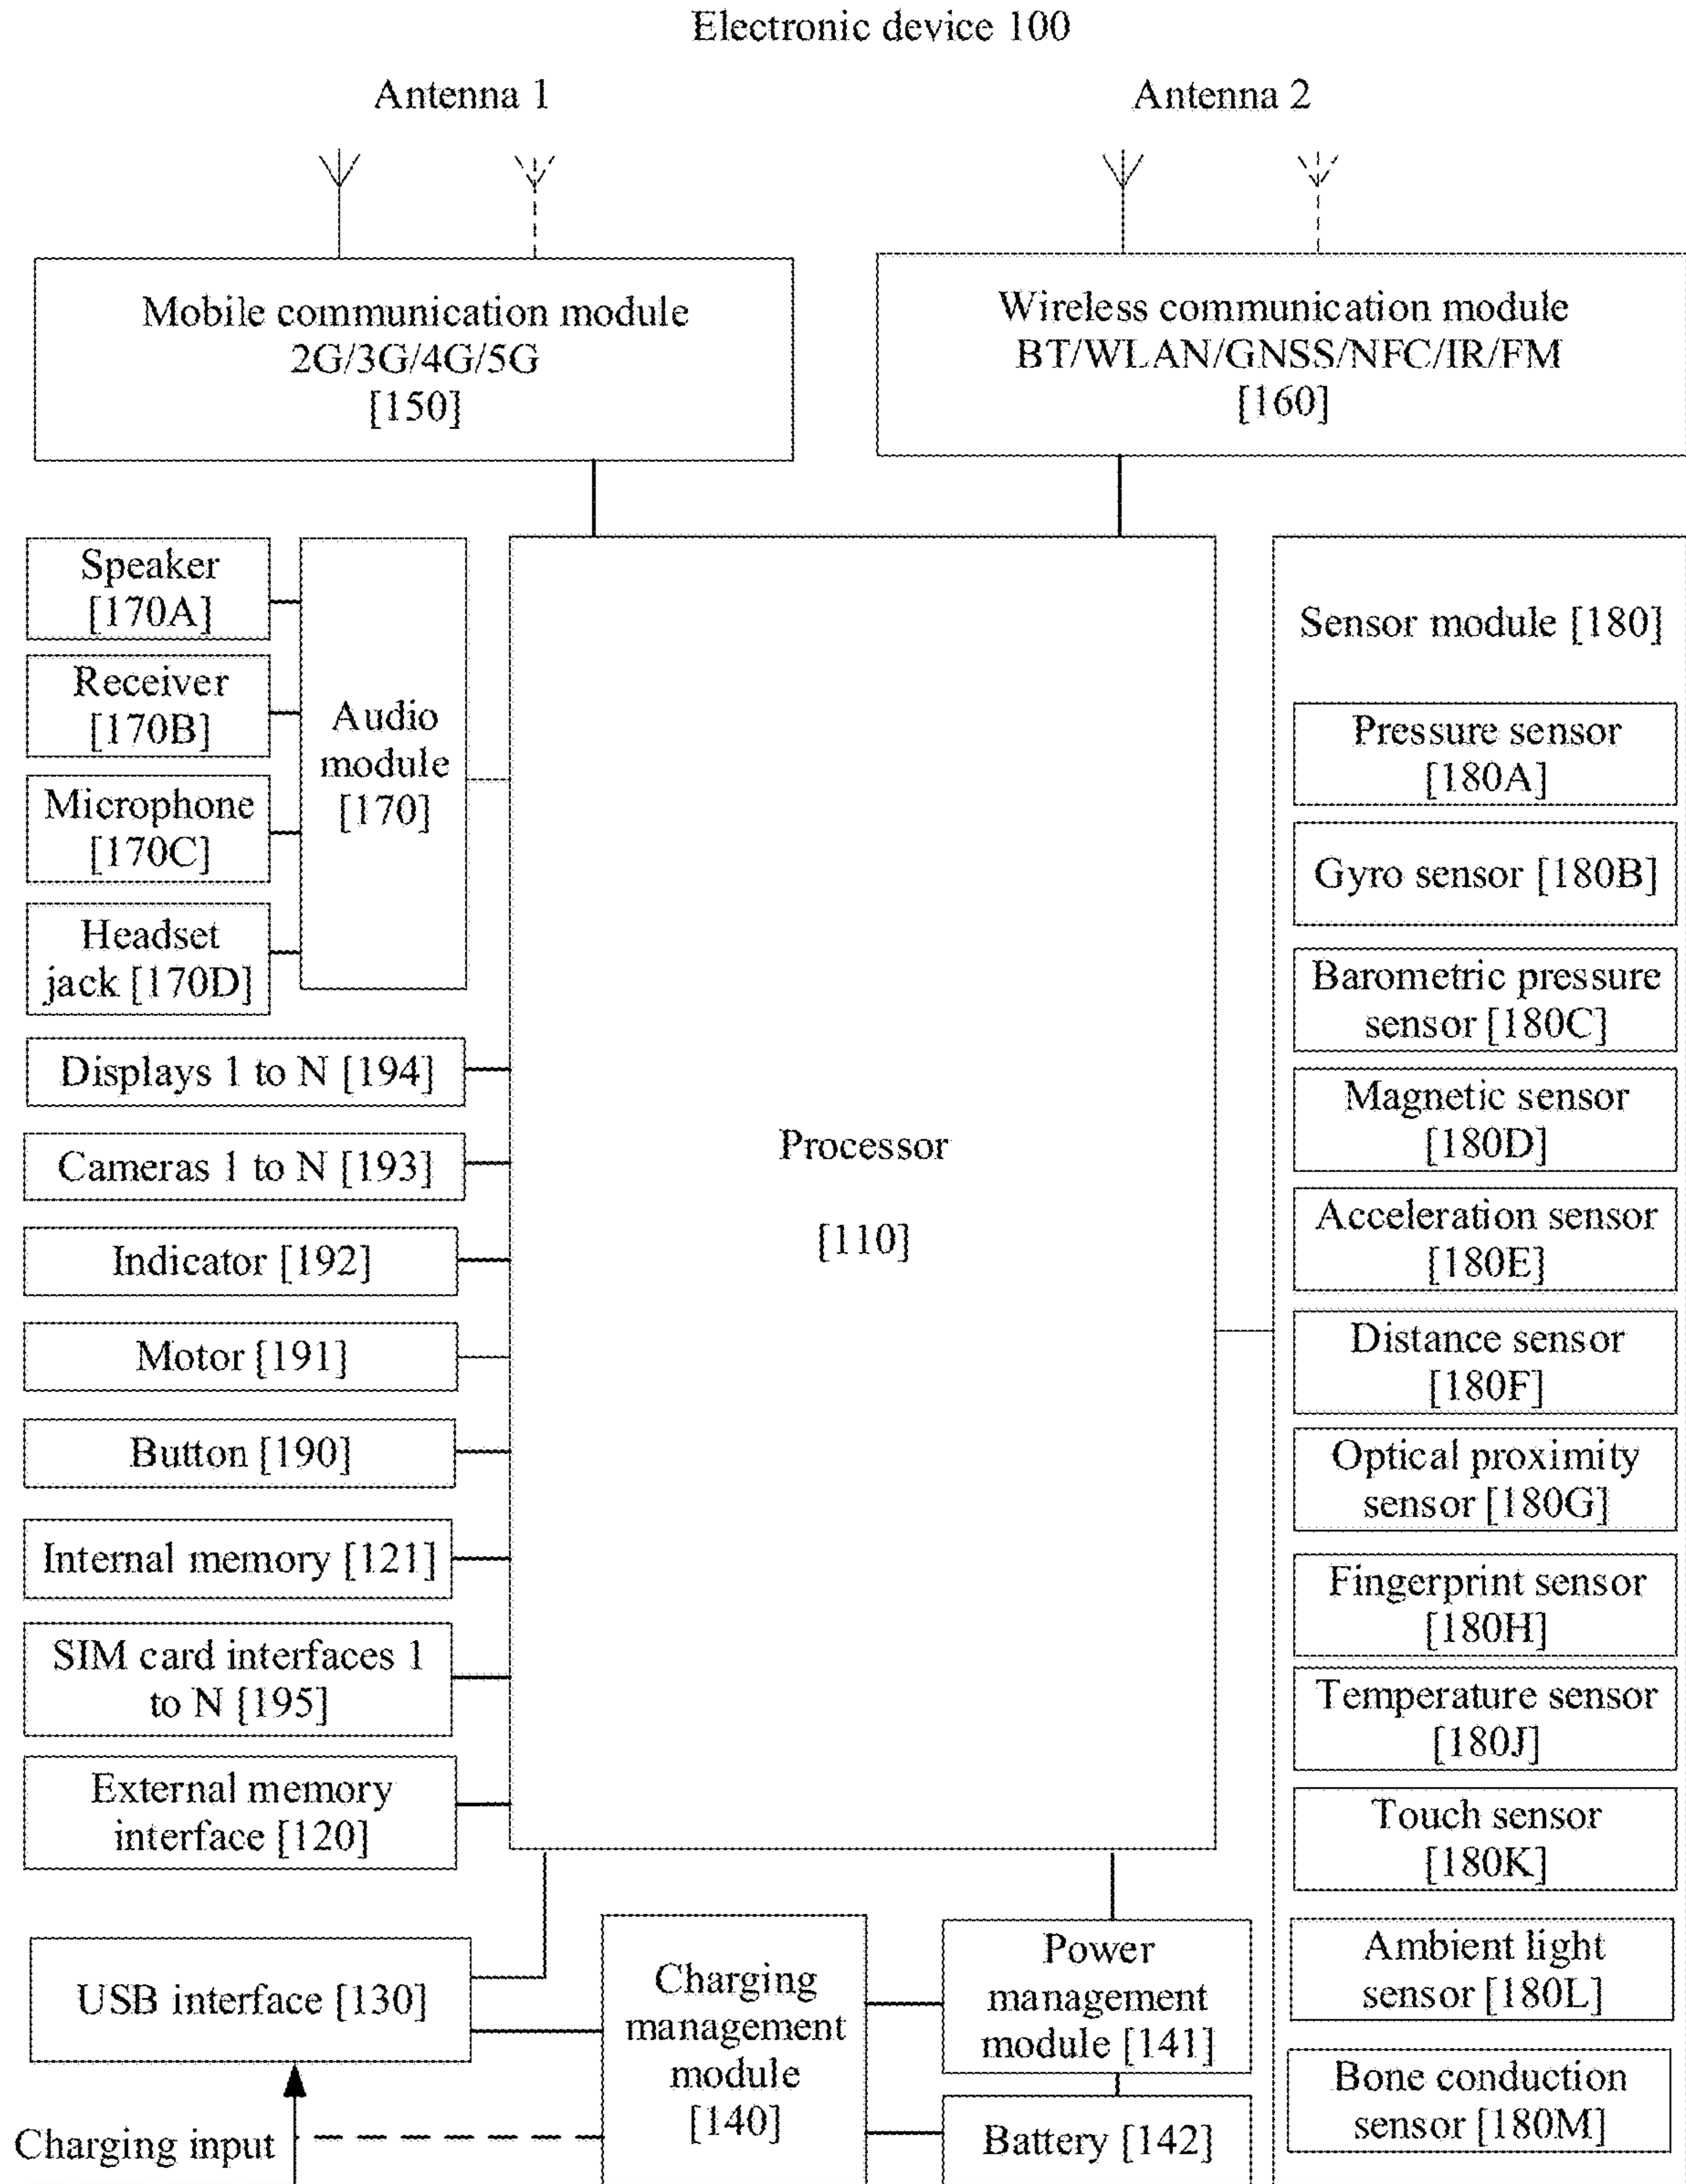 Electronic device 100
Antenna 1
Antenna 2
Mobile communication module
2G/3G/4G/5G
[150]
Wireless communication module
BT/WLAN/GNSS/NFC/IR/FM
[160]
Speaker
[170A]
Receiver
[170B]
Microphone
[170C]
Headset
jack [170D]
Audio
module
[170]
Displays 1 to N [194]
Cameras 1 to N [193]
Indicator [192]
Motor [191]
Button [190]
Internal memory [121]
SIM card interfaces 1
to N [195]
External memory
interface [120]
Processor
[110]
Sensor module [180]
Pressure sensor
[180A]
Gyro sensor [180B]
Barometric pressure
sensor [180C]
Magnetic sensor
[180D]
Acceleration sensor
[180E]
Distance sensor
[180F]
Optical proximity
sensor [180G]
Fingerprint sensor
[180H]
Temperature sensor
[180J]
Touch sensor
[180K]
Ambient light
sensor [180L]
Bone conduction
sensor [180M]
USB interface [130]
Charging
management
module
[140]
Power
management
module [141]
Battery [142]
Charging input